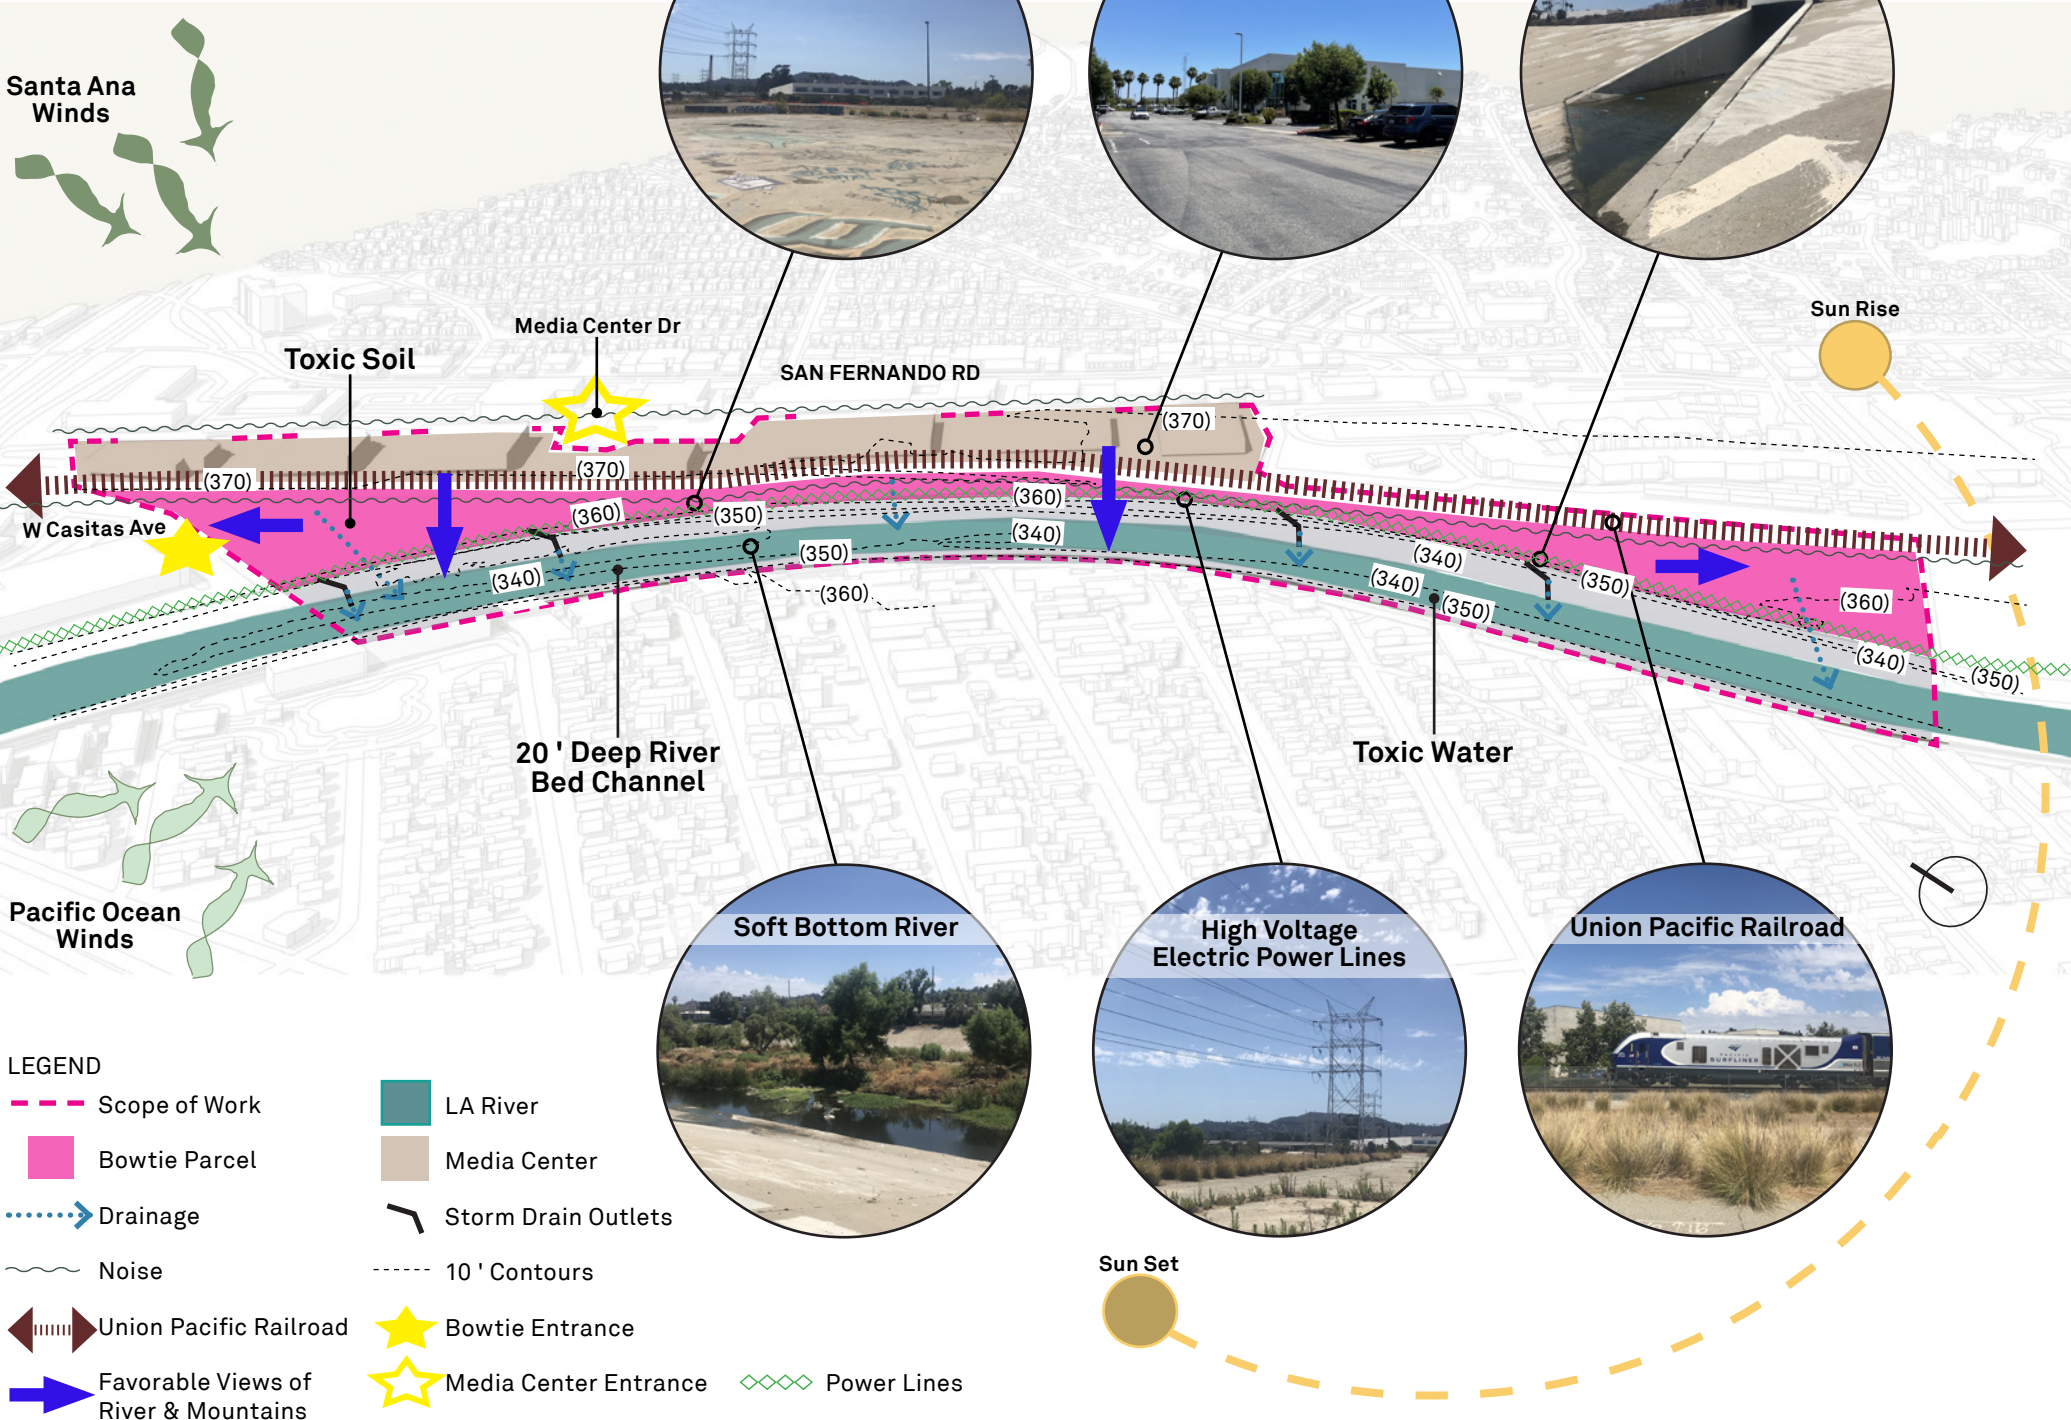 Santa Ana
Winds
Sun Rise
Media Center Dr
Toxic Soil
SAN FERNANDO RD
(370)
(370)
(370)
(360)
(350)
(360)
(340)
(350)
(340)
(360)
(340)
(340)
(350)
(350)
(360)
(340)
(350)
W Casitas Ave
20 ' Deep River
Bed Channel
Toxic Water
Pacific Ocean
Winds
Soft Bottom River
High Voltage
Electric Power Lines
Union Pacific Railroad
PACIFIC
SURFLINER
LEGEND
Scope of Work
LA River
Bowtie Parcel
Media Center
Drainage
Storm Drain Outlets
Noise
10 ' Contours
Union Pacific Railroad
Bowtie Entrance
Favorable Views of
River & Mountains
Media Center Entrance
Power Lines
Sun Set